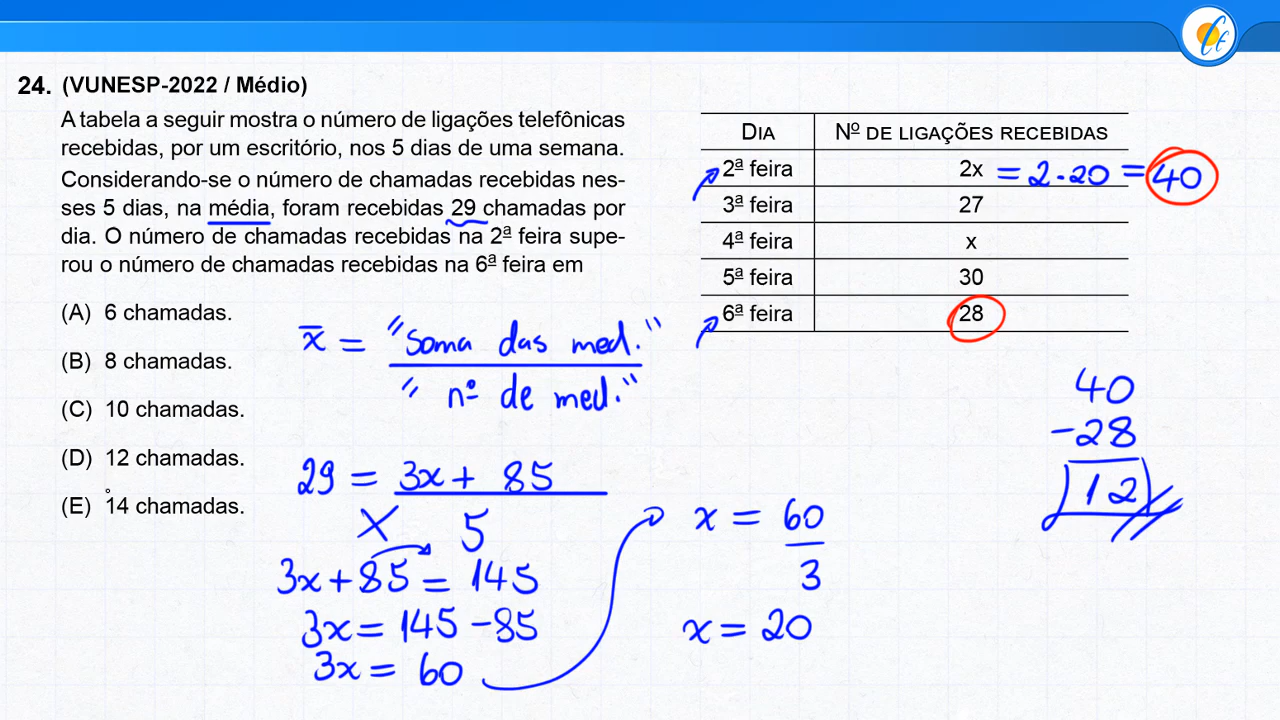 24. (VUNESP-2022 / Médio)
A tabela a seguir mostra o número de ligações telefônicas
recebidas, por um escritório, nos 5 dias de uma semana.
Considerando-se o número de chamadas recebidas nes-
ses 5 dias, na média, foram recebidas 29 chamadas por
dia. O número de chamadas recebidas na 2ª feira supe-
rou o número de chamadas recebidas na 6ª feira em
(A) 6 chamadas.
(B) 8 chamadas.
(C) 10 chamadas.
(D) 12 chamadas.
(E) 14 chamadas.
DIA Nº DE LIGAÇÕES RECEBIDAS
2ª feira 2x = 2.20 = 40
3ª feira 27
4ª feira x
5ª feira 30
6ª feira 28
x̅ = "Soma das med."
"nº de med."
29 = 3x + 85
5
3x + 85 = 145
3x = 145 - 85
3x = 60
x = 60
3
x = 20
40
-28
12
CE